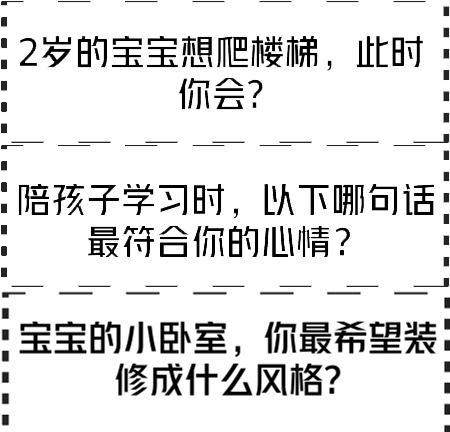 2岁的宝宝想爬楼梯，此时
你会？
陪孩子学习时，以下哪句话
最符合你的心情？
宝宝的小卧室，你最希望装
修成什么风格？